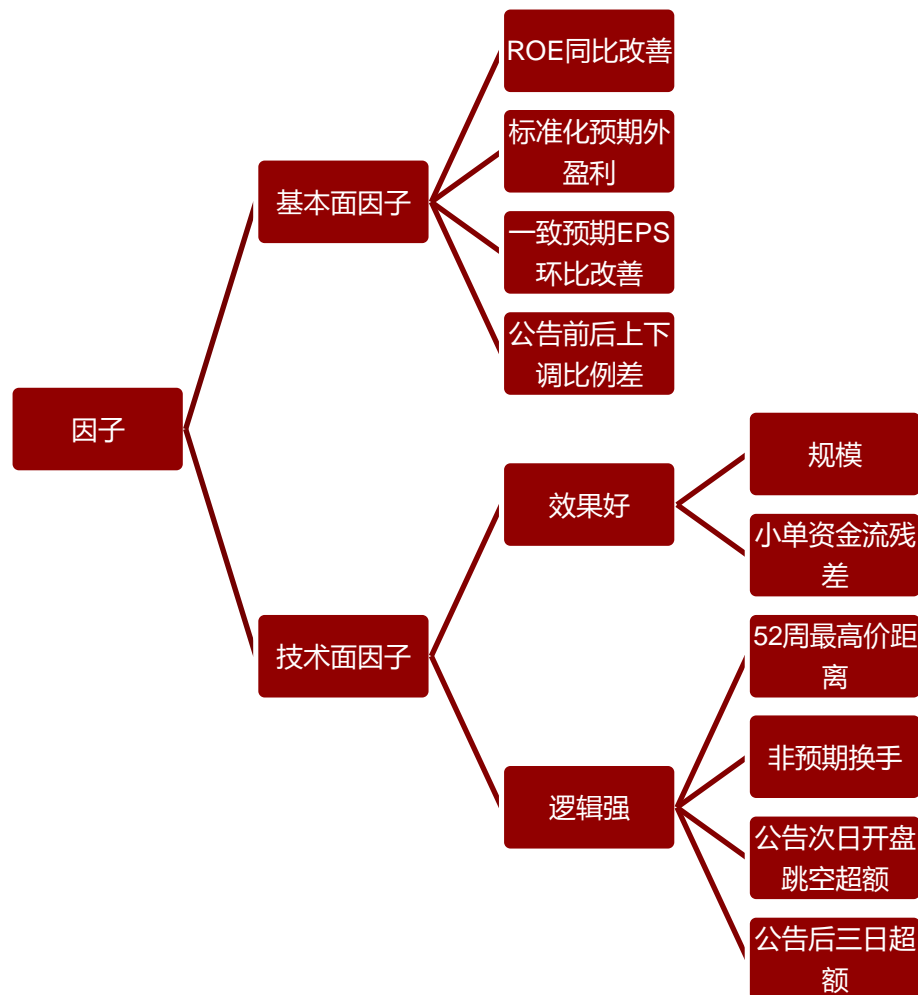 ROE同比改善
标准化预期外
盈利
基本面因子
一致预期EPS
环比改善
公告前后上下
调比例差
因子
规模
效果好
小单资金流残
差
技术面因子
52周最高价距
离
非预期换手
逻辑强
公告次日开盘
跳空超额
公告后三日超
额